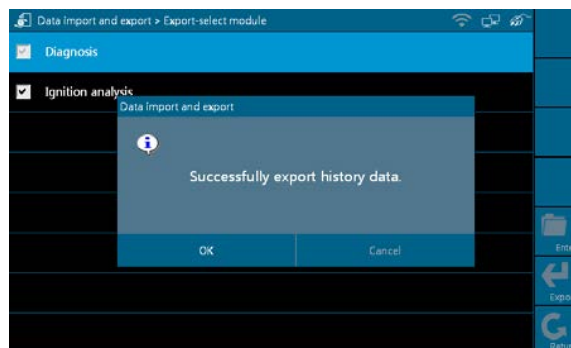 Data import and export > Export-select module
Diagnosis
Ignition analysis
Data import and export
Successfully export history data.
OK
Cancel